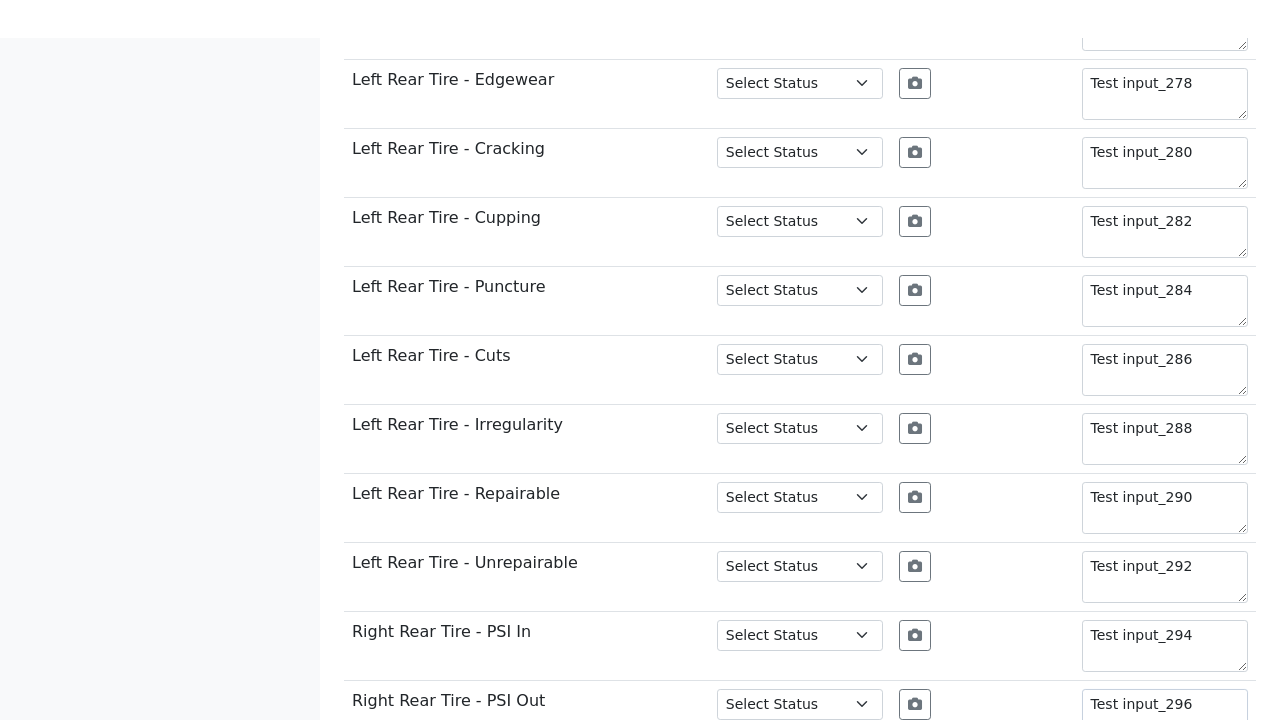 Left Rear Tire - Edgewear Select Status Test input_278
Left Rear Tire - Cracking Select Status Test input_280
Left Rear Tire - Cupping Select Status Test input_282
Left Rear Tire - Puncture Select Status Test input_284
Left Rear Tire - Cuts Select Status Test input_286
Left Rear Tire - Irregularity Select Status Test input_288
Left Rear Tire - Repairable Select Status Test input_290
Left Rear Tire - Unrepairable Select Status Test input_292
Right Rear Tire - PSI In Select Status Test input_294
Right Rear Tire - PSI Out Select Status Test input_296